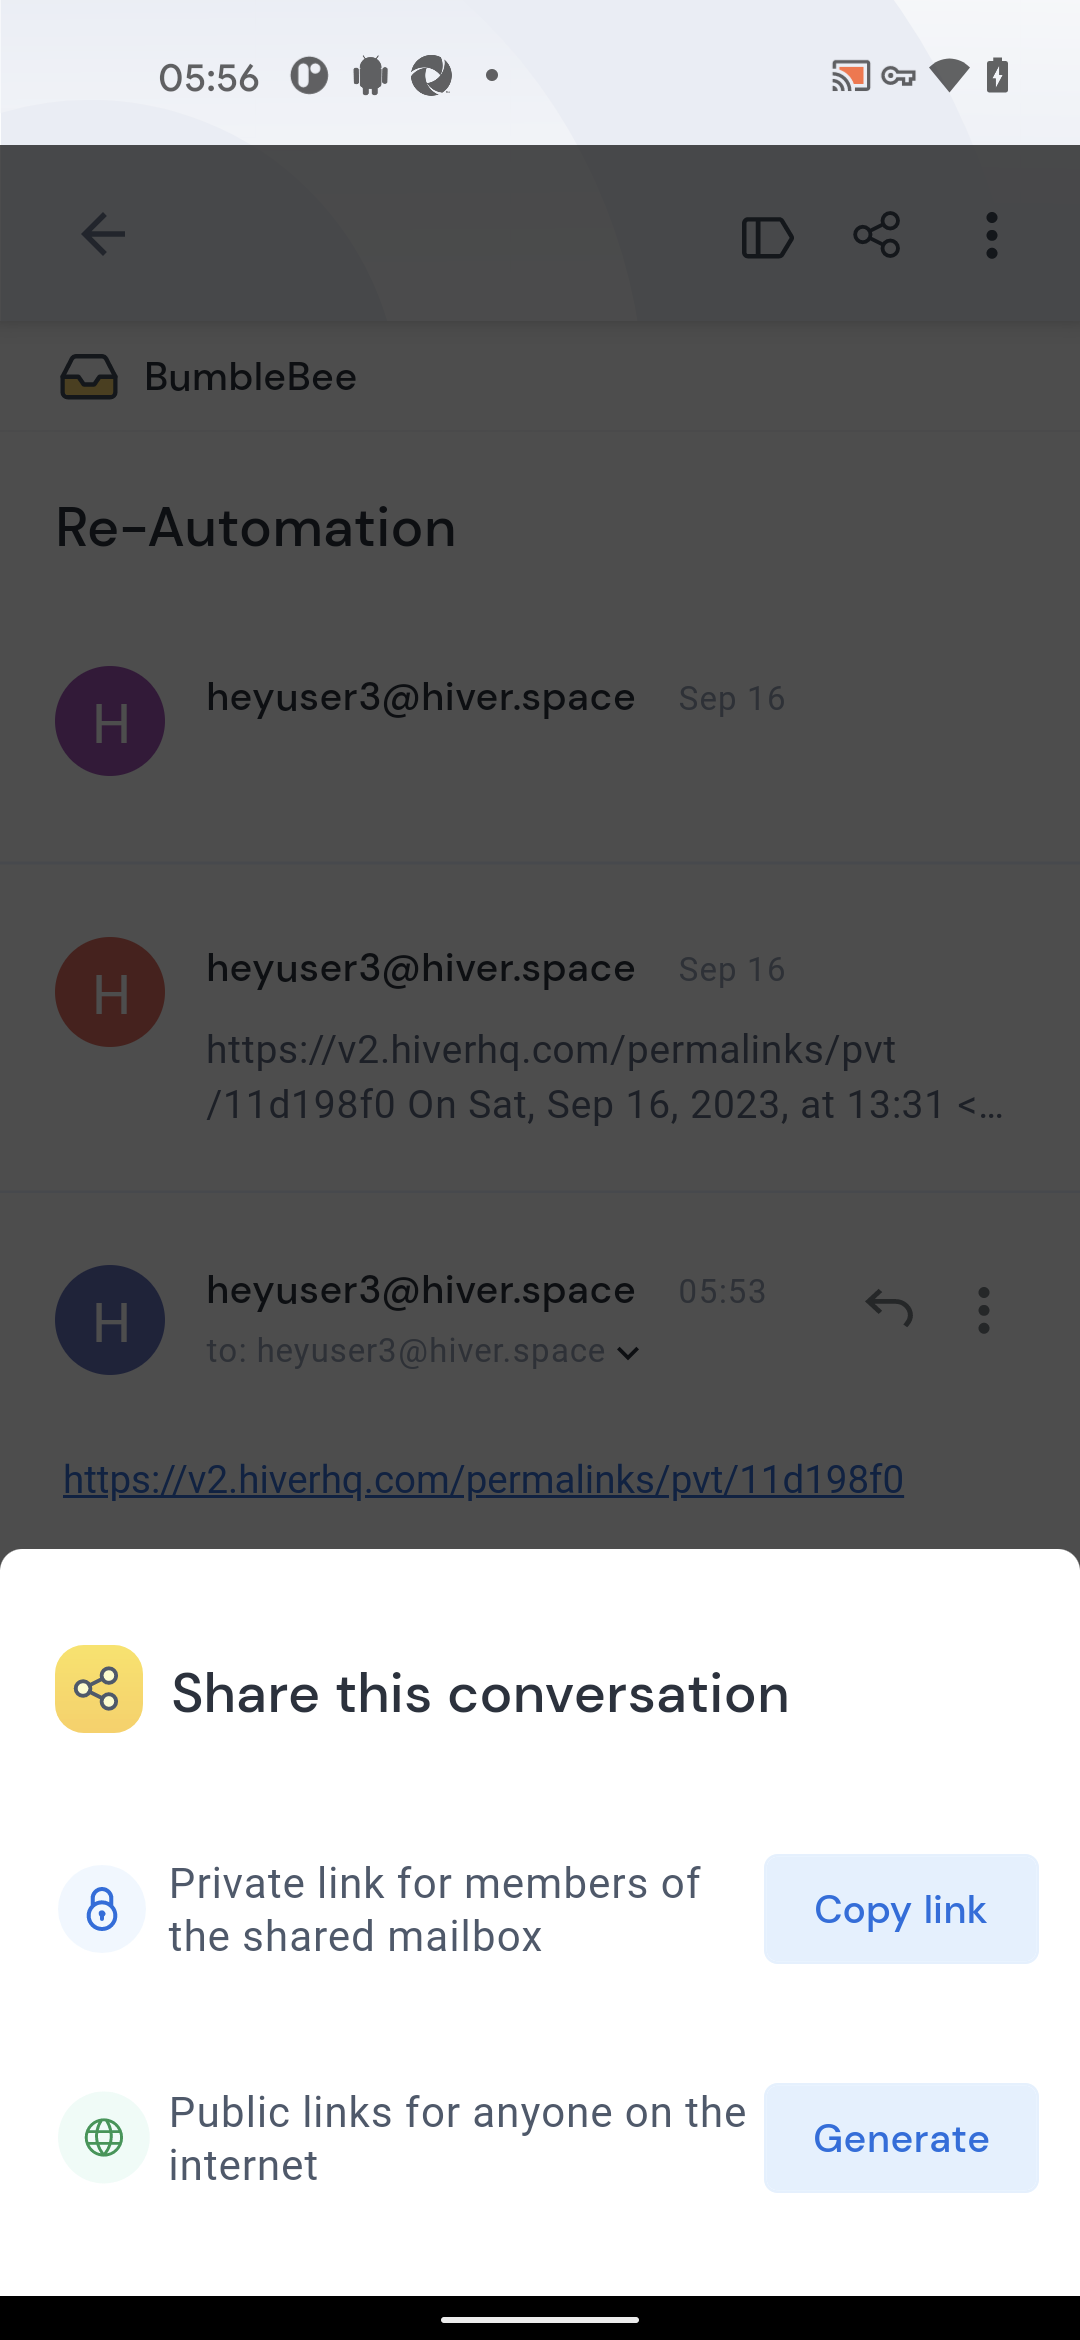 05:56
BumbleBee
Re-Automation
H
heyuser3@hiver.space Sep 16
H
heyuser3@hiver.space Sep 16
https://v2.hiverhq.com/permalinks/pvt
/11d198f0 On Sat, Sep 16, 2023, at 13:31 <…
H
heyuser3@hiver.space 05:53
to: heyuser3@hiver.space
https://v2.hiverhq.com/permalinks/pvt/11d198f0
Share this conversation
Private link for members of
the shared mailbox
Copy link
Public links for anyone on the
internet
Generate